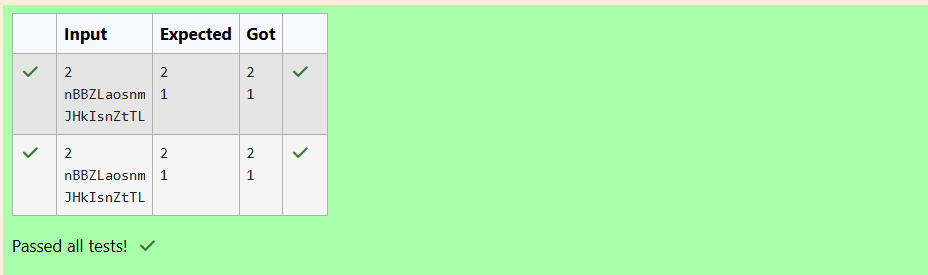 Input Expected Got
2 2 2
nBBZLaosnm 1 1
JHkIsnZtTL
2 2 2
nBBZLaosnm 1 1
JHkIsnZtTL
Passed all tests!